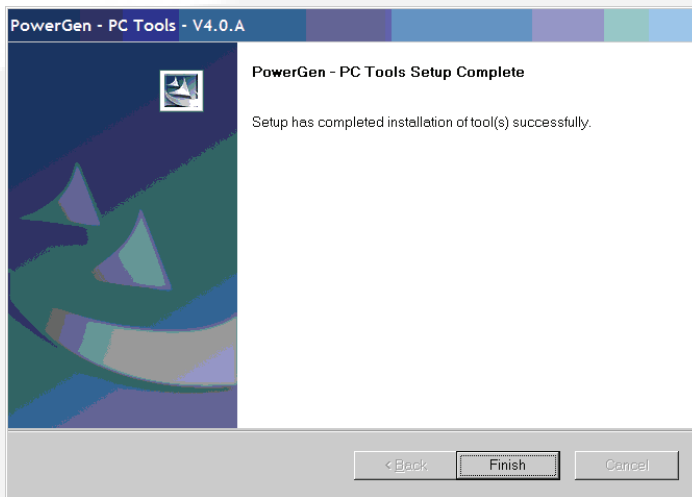 PowerGen - PC Tools - V4.0.A
PowerGen - PC Tools Setup Complete
Setup has completed installation of tool(s) successfully.
< Back Finish Cancel